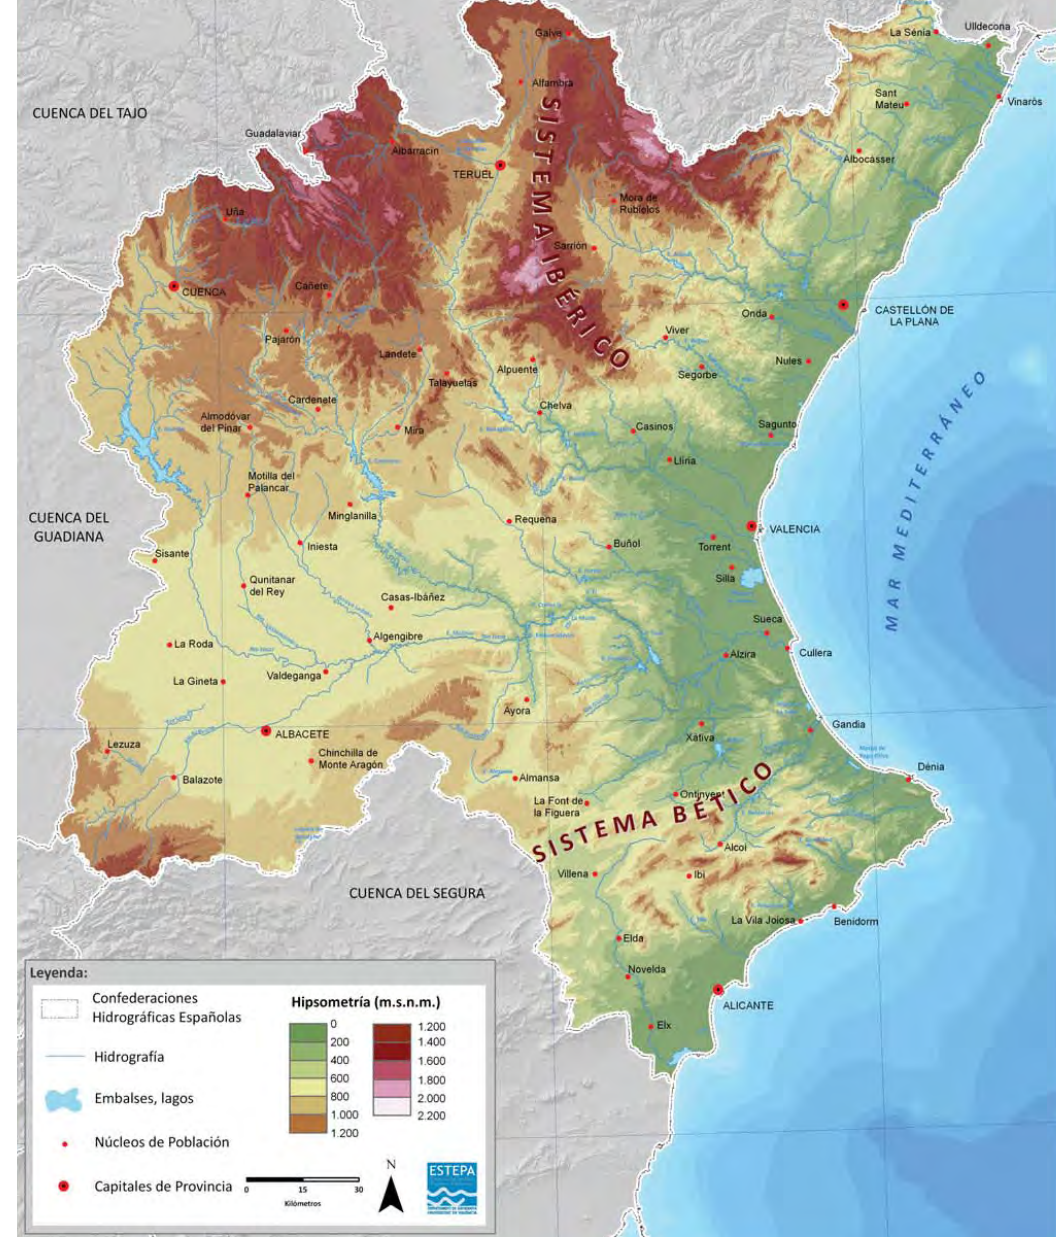 Ulldecona
La Sénia
Galve
Alfambra
Sant
Mateu
Vinaròs
CUENCA DEL TAJO
Guadalaviar
Albarracín
TERUEL
Albocàsser
SISTEMA IBÉRICO
Mora de
Rubielos
Uña
Sarrión
CUENCA
Cañete
Onda
CASTELLÓN DE
LA PLANA
Pajarón
Viver
Landete
Alpuente
Nules
Talayuelas
Segorbe
Cardenete
Chelva
Almodóvar
del Pinar
Mira
Casinos
Sagunto
Llíria
MAR MEDITERRÁNEO
Motilla del
Palancar
Minglanilla
CUENCA DEL
GUADIANA
Requena
VALENCIA
Iniesta
Buñol
Torrent
Sisante
Silla
Qunitanar
del Rey
Casas-Ibáñez
Sueca
La Roda
Algengibre
Alzira
Cullera
La Gineta
Valdeganga
Ayora
Gandia
ALBACETE
Xàtiva
Lezuza
Chinchilla de
Monte Aragón
Dénia
Balazote
Almansa
Ontinyent
La Font de
la Figuera
SISTEMA BÉTICO
Alcoi
Villena
Ibi
CUENCA DEL SEGURA
La Vila Joiosa
Benidorm
Elda
Novelda
ALICANTE
Elx
Leyenda:
Confederaciones
Hidrográficas Españolas
Hidrografía
Embalses, lagos
Núcleos de Población
Capitales de Provincia
Hipsometría (m.s.n.m.)
0
200
400
600
800
1.000
1.200
1.200
1.400
1.600
1.800
2.000
2.200
0 15 30
Kilómetros
N
ESTEPA